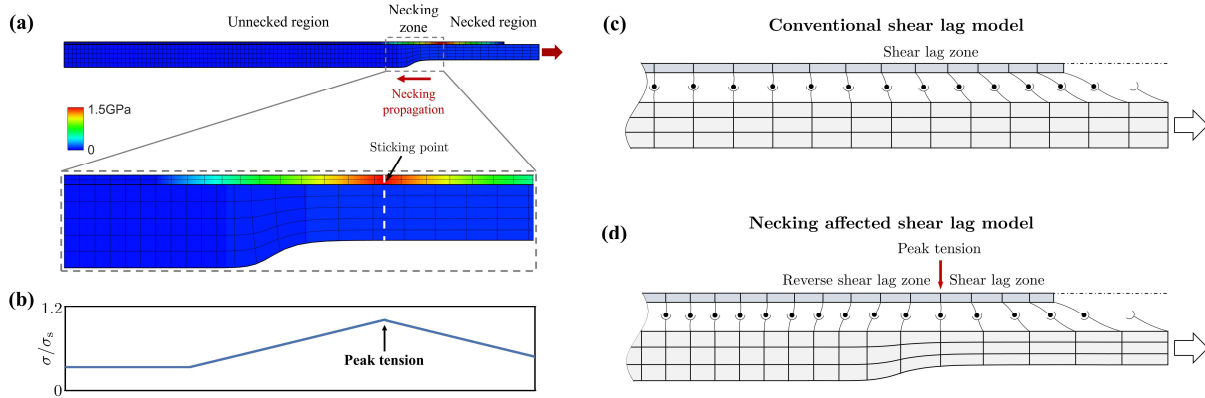 (a)
Unnecked region
Necking
zone
Necked region
Necking
propagation
1.5GPa
0
Sticking point
(b)
1.2
σ/σs
0
Peak tension
(c)
Conventional shear lag model
Shear lag zone
(d)
Necking affected shear lag model
Peak tension
Reverse shear lag zone
Shear lag zone